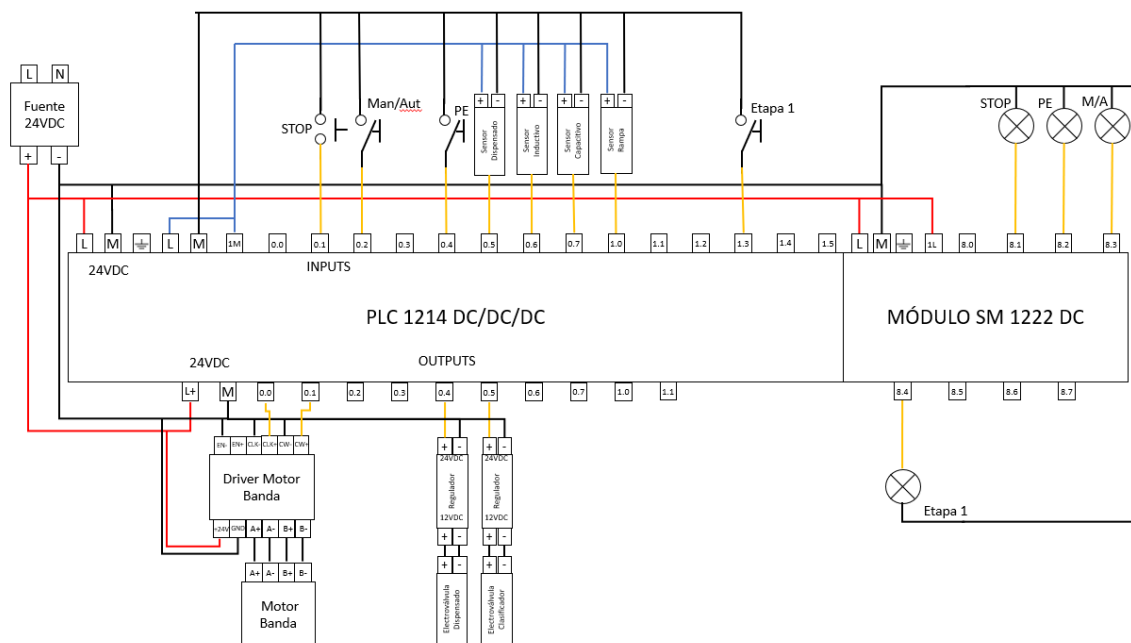 L N
Fuente
24VDC
+ -
STOP
Man/Aut
PE
+ -
Sensor
Dispensado
+ -
Sensor
Inductivo
+ -
Sensor
Capacitivo
+ -
Sensor
Rampa
Etapa 1
STOP PE M/A
L M L M 1M 0.0 0.1 0.2 0.3 0.4 0.5 0.6 0.7 1.0 1.1 1.2 1.3 1.4 1.5 L M 1L 8.0 8.1 8.2 8.3
24VDC
INPUTS
PLC 1214 DC/DC/DC
MÓDULO SM 1222 DC
24VDC
OUTPUTS
L+ M 0.0 0.1 0.2 0.3 0.4 0.5 0.6 0.7 1.0 1.1 8.4 8.5 8.6 8.7
EN- EN+ CLK- CLK+ CW- CW+
Driver Motor
Banda
+24V GND A+ A- B+ B-
A+ A- B+ B-
Motor
Banda
+ -
24VDC
Regulador
12VDC
+ -
+ -
Electroválvula
Dispensado
+ -
24VDC
Regulador
12VDC
+ -
+ -
Electroválvula
Clasificador
Etapa 1